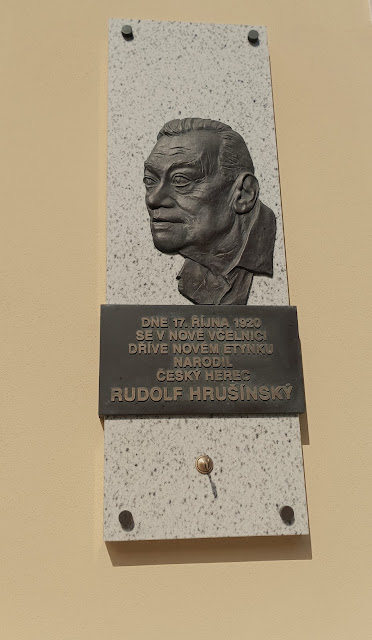 DNE 17. ŘÍJNA 1920
SE V NOVÉ VČELNICI
DŘÍVE NOVÉM ETYNKU
NARODIL
ČESKÝ HEREC
RUDOLF HRUŠÍNSKÝ